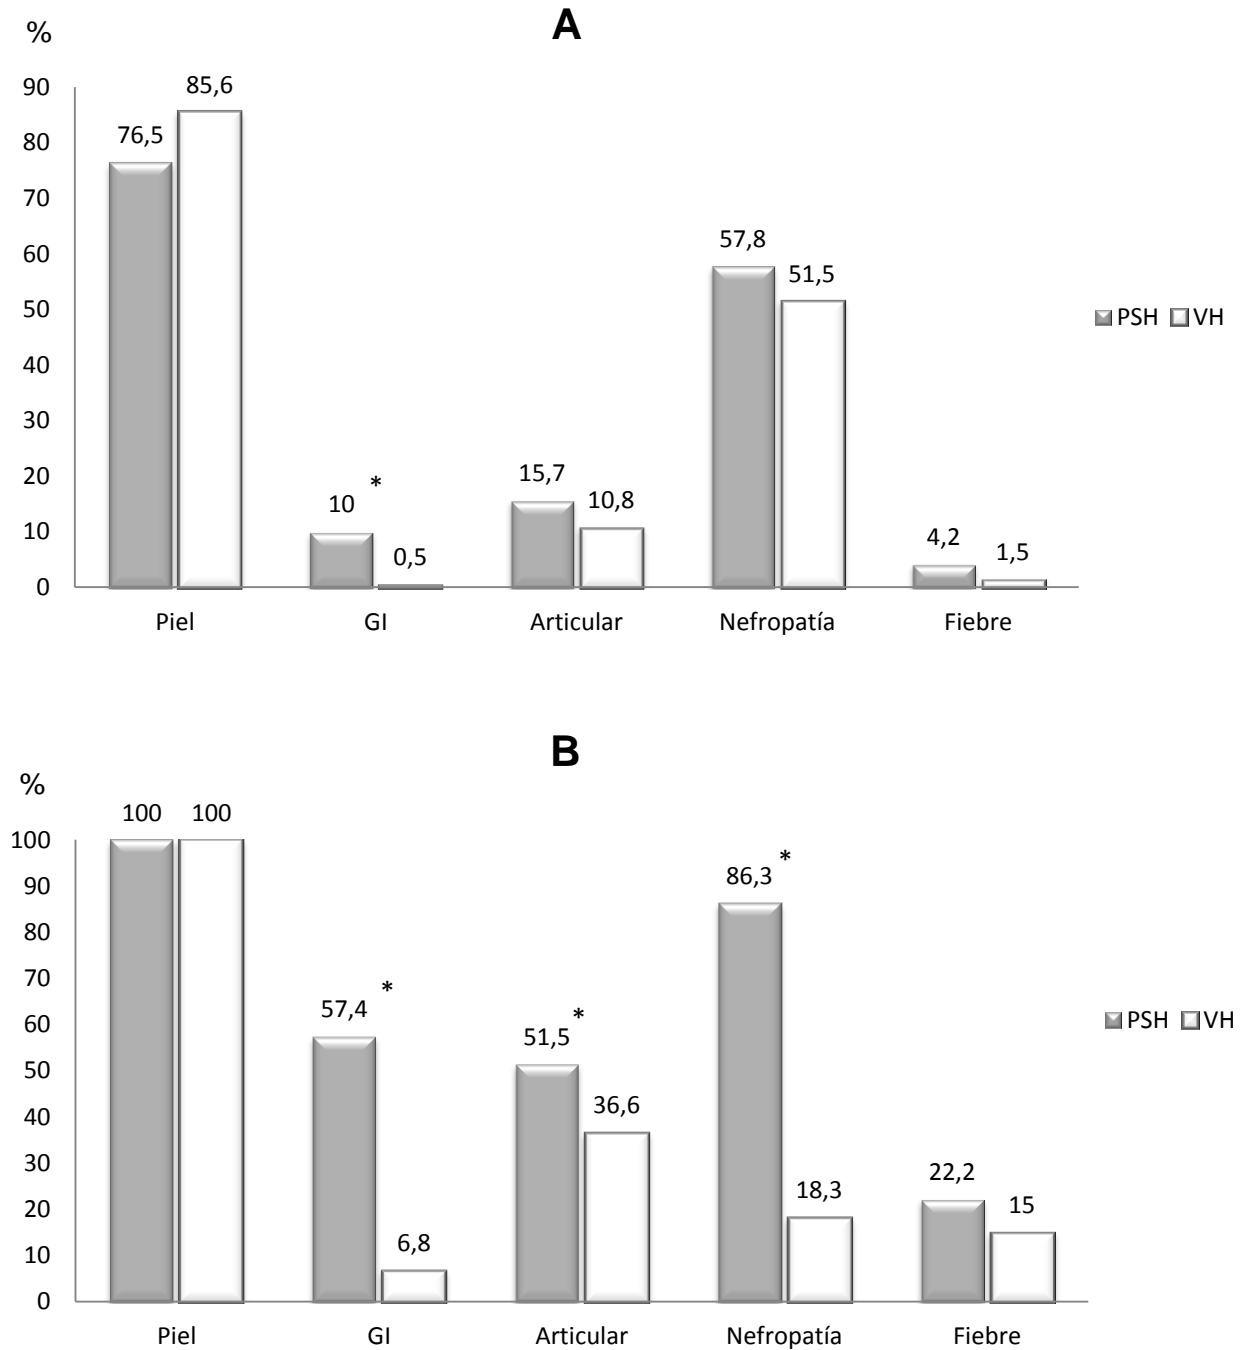 A
%
90
80
70
60
50
40
30
20
10
0
76,5 85,6
10 * 0,5
15,7 10,8
57,8 51,5
4,2 1,5
Piel GI Articular Nefropatía Fiebre
PSH VH
B
%
100
90
80
70
60
50
40
30
20
10
0
100 100
57,4 * 6,8
51,5 * 36,6
86,3 * 18,3
22,2 15
Piel GI Articular Nefropatía Fiebre
PSH VH